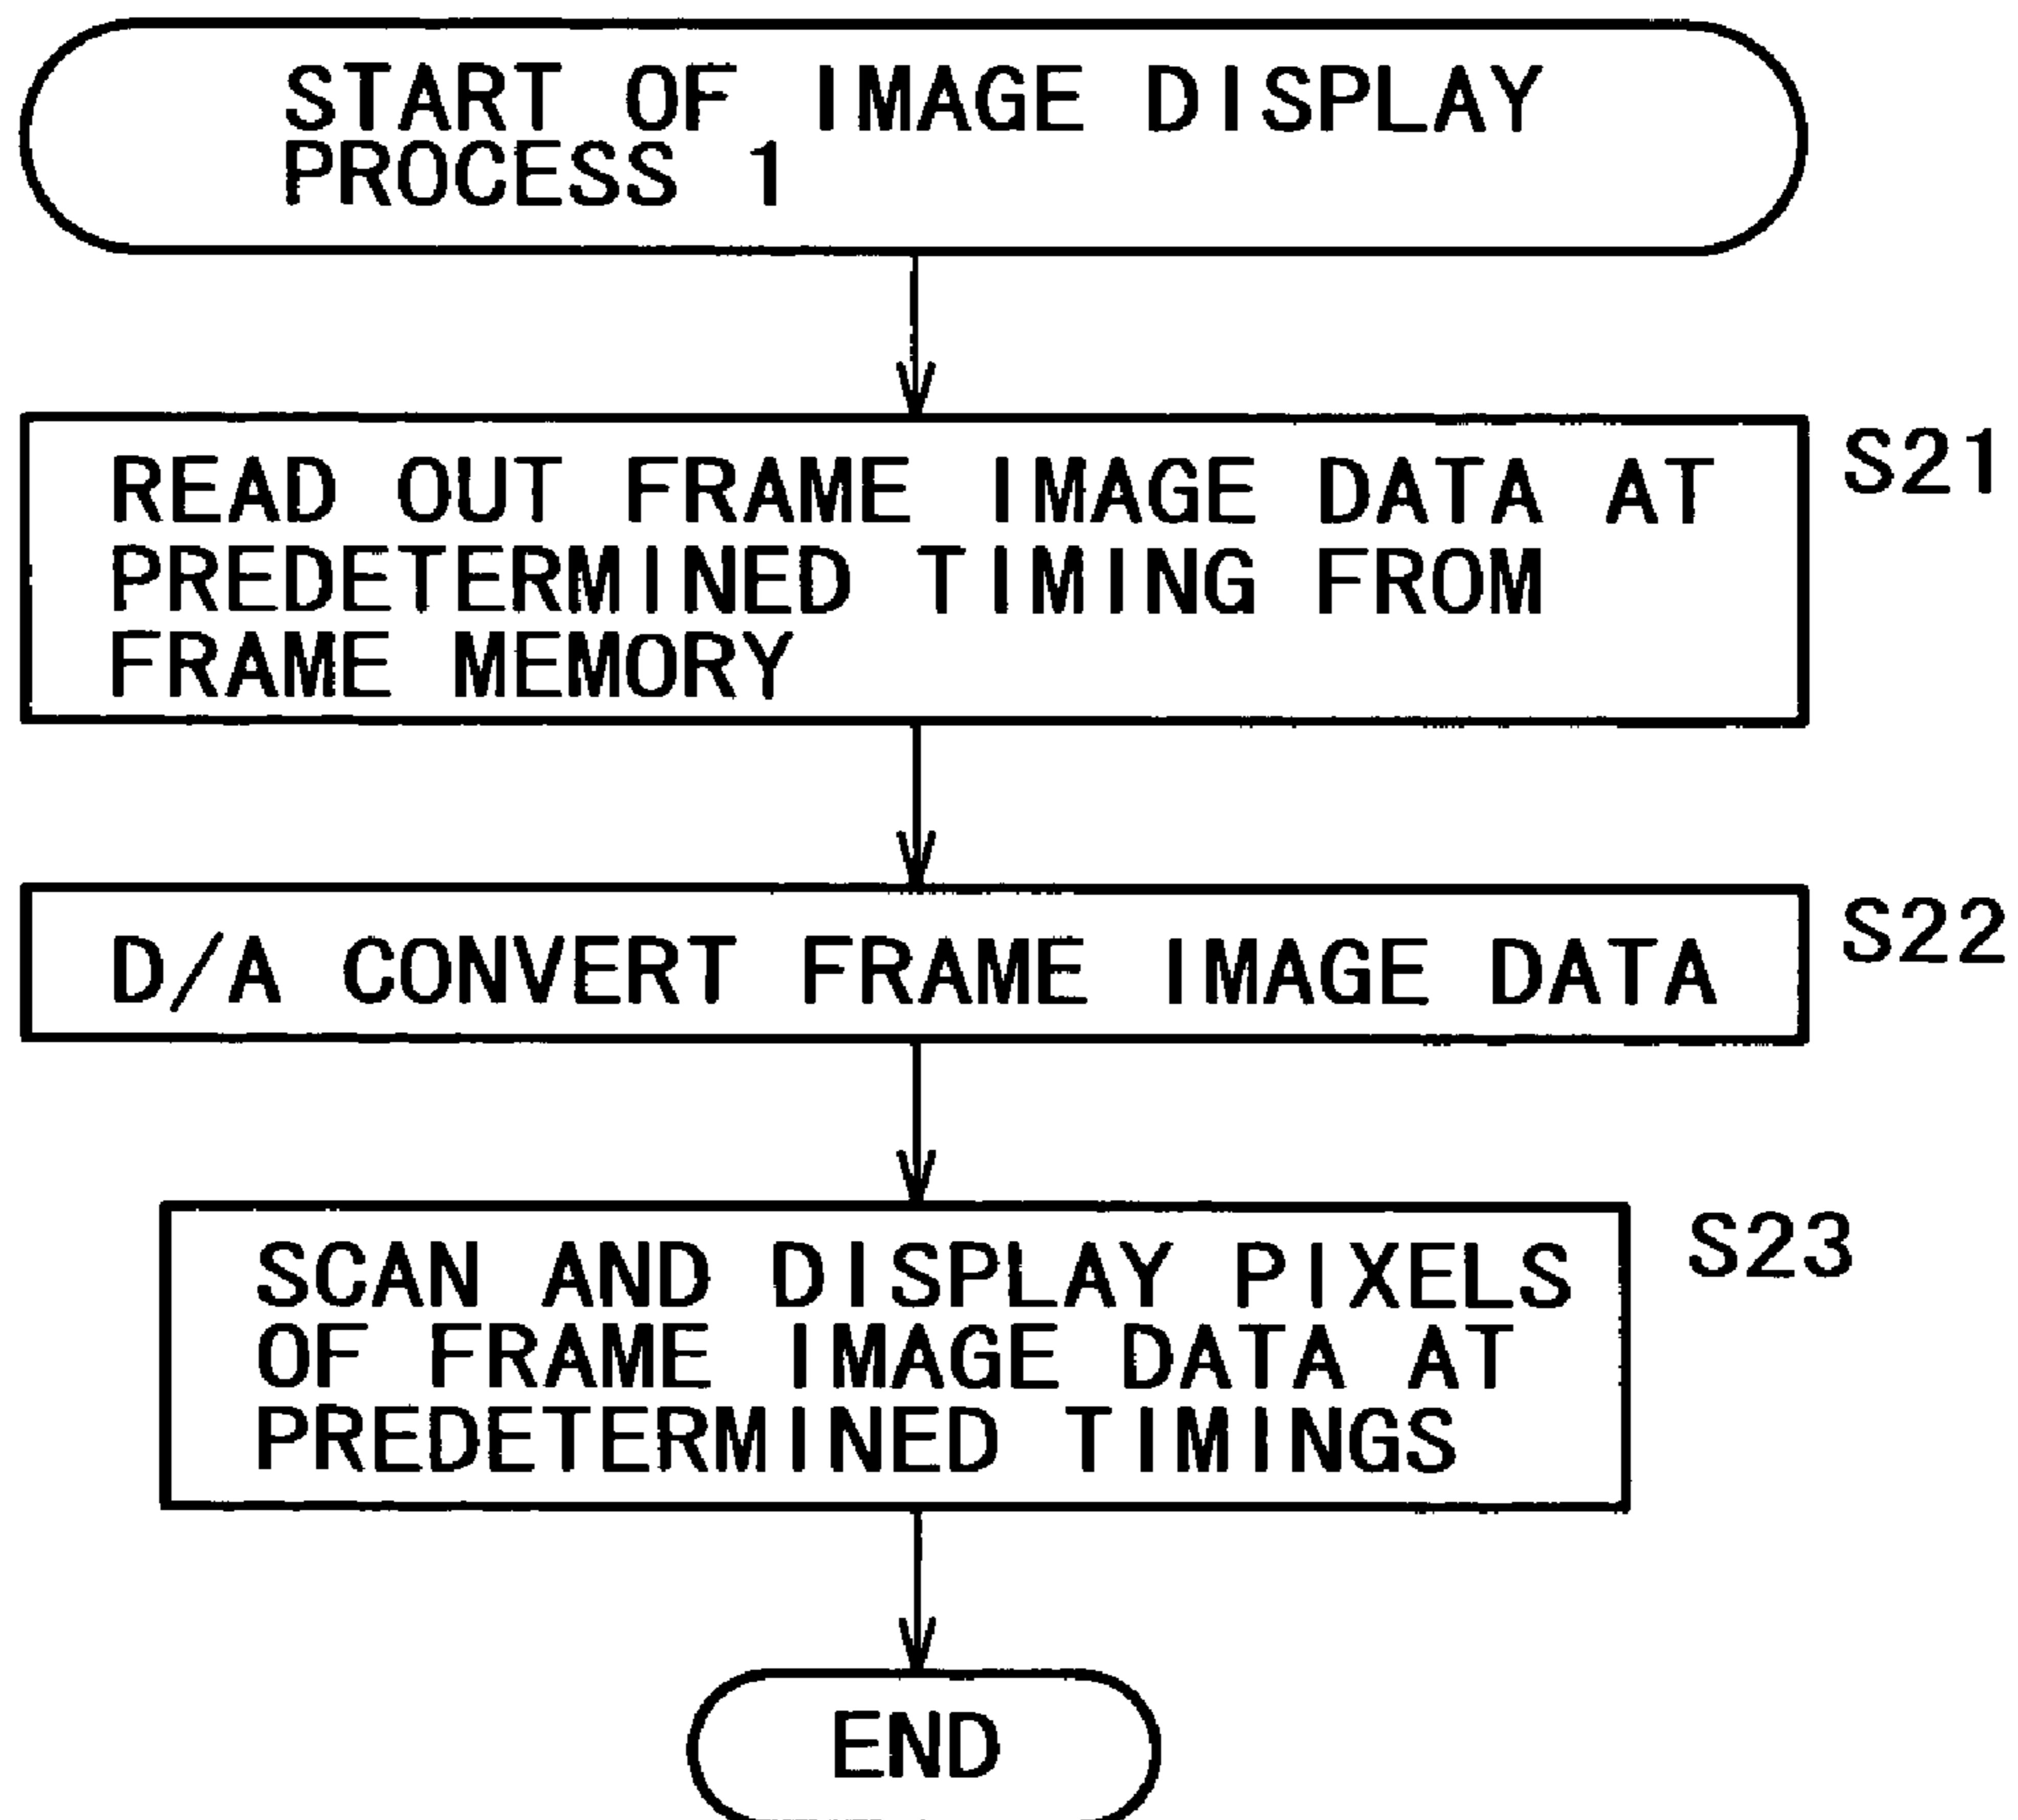 START OF IMAGE DISPLAY
PROCESS 1
READ OUT FRAME IMAGE DATA AT
PREDETERMINED TIMING FROM
FRAME MEMORY
S21
D/A CONVERT FRAME IMAGE DATA
S22
SCAN AND DISPLAY PIXELS
OF FRAME IMAGE DATA AT
PREDETERMINED TIMINGS
S23
END